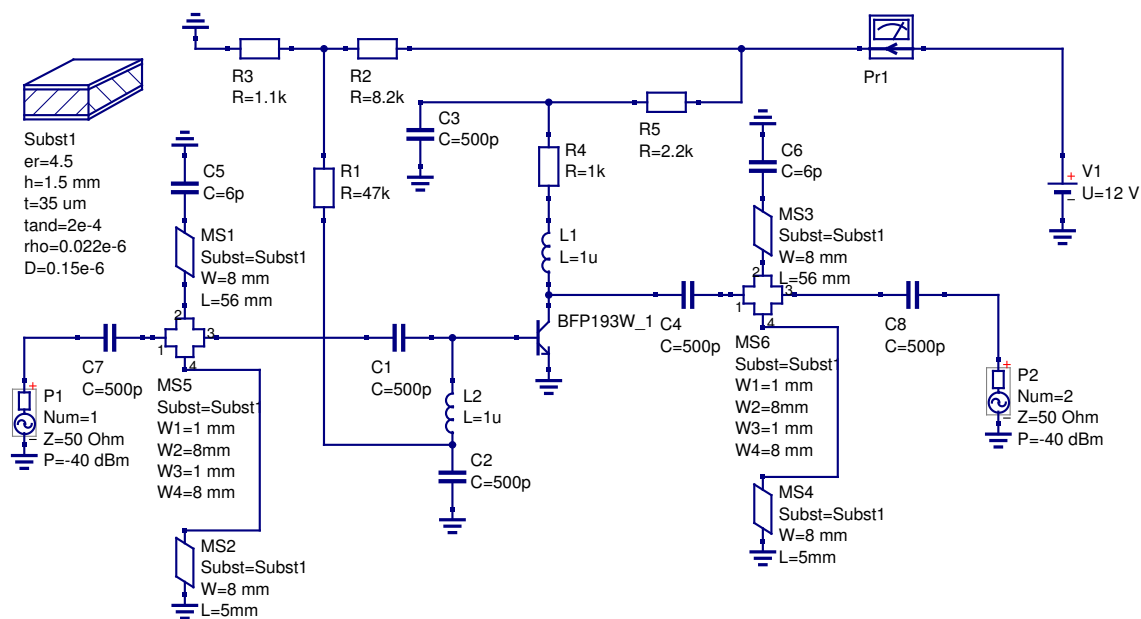 R3
R=1.1k
R2
R=8.2k
Pr1
Subst1
er=4.5
h=1.5 mm
t=35 um
tand=2e-4
rho=0.022e-6
D=0.15e-6
C5
C=6p
MS1
Subst=Subst1
W=8 mm
L=56 mm
R1
R=47k
C3
C=500p
R4
R=1k
R5
R=2.2k
L1
L=1u
C6
C=6p
MS3
Subst=Subst1
W=8 mm
L=56 mm
+
V1
U=12 V
–
2
1
3
4
C7
C=500p
MS5
Subst=Subst1
W1=1 mm
W2=8mm
W3=1 mm
W4=8 mm
C1
C=500p
BFP193W_1
L2
L=1u
C2
C=500p
C4
C=500p
2
1
3
4
MS6
Subst=Subst1
W1=1 mm
W2=8mm
W3=1 mm
W4=8 mm
C8
C=500p
+
P1
Num=1
–
Z=50 Ohm
P=-40 dBm
+
P2
Num=2
–
Z=50 Ohm
P=-40 dBm
MS2
Subst=Subst1
W=8 mm
L=5mm
MS4
Subst=Subst1
W=8 mm
L=5mm